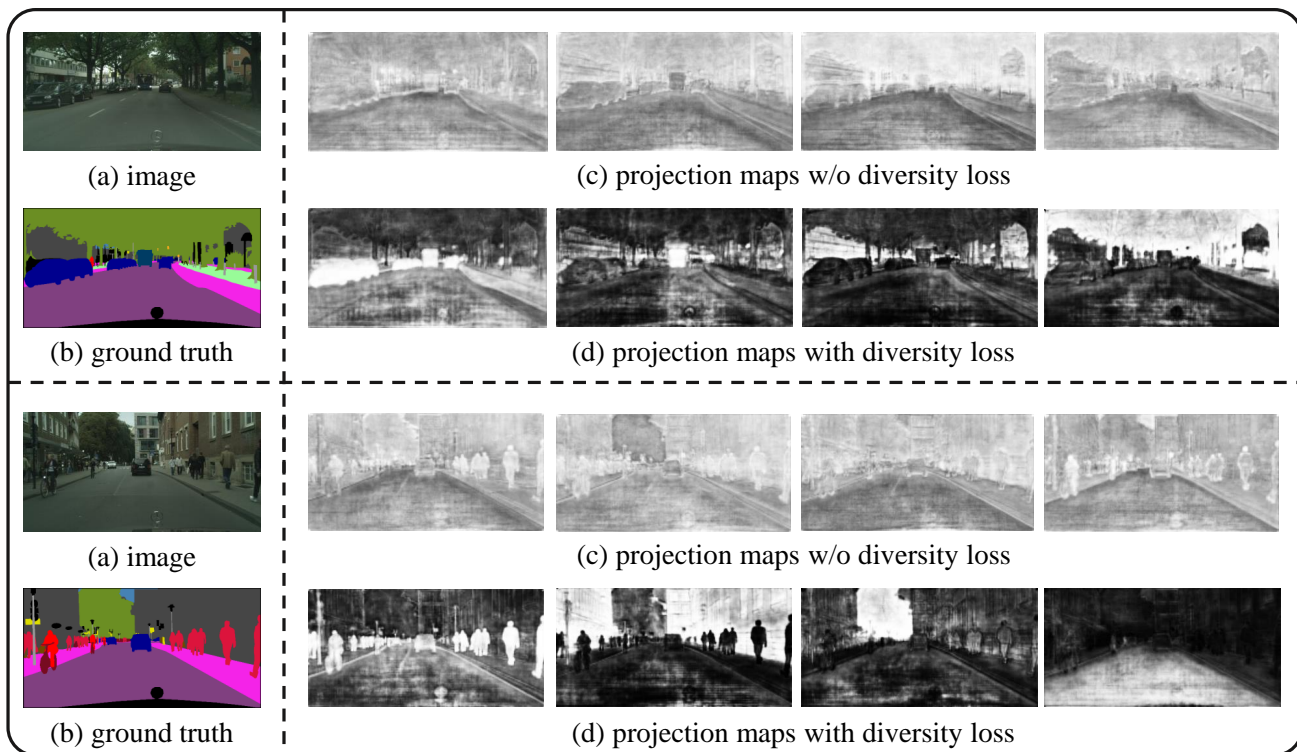 (a) image
(c) projection maps w/o diversity loss
(b) ground truth
(d) projection maps with diversity loss
(a) image
(c) projection maps w/o diversity loss
(b) ground truth
(d) projection maps with diversity loss